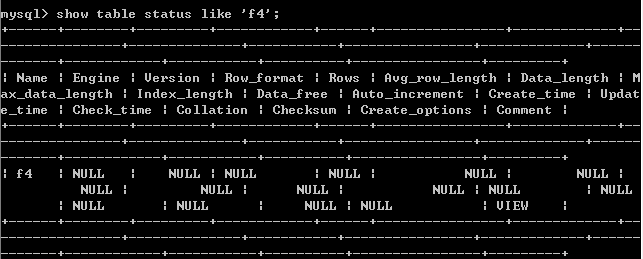 mysql> show table status like 'f4';
+------+--------+---------+------------+------+----------------+-------------+--
---------------+--------------+-----------+----------------+-------------+------
-------+------------+-----------+----------+----------------+---------+
| Name | Engine | Version | Row_format | Rows | Avg_row_length | Data_length | M
ax_data_length | Index_length | Data_free | Auto_increment | Create_time | Updat
e_time | Check_time | Collation | Checksum | Create_options | Comment |
+------+--------+---------+------------+------+----------------+-------------+--
---------------+--------------+-----------+----------------+-------------+------
-------+------------+-----------+----------+----------------+---------+
| f4   | NULL   |    NULL | NULL       | NULL |           NULL |        NULL |
          NULL |         NULL |      NULL |           NULL | NULL        | NULL
       | NULL       | NULL      |     NULL | NULL           | VIEW    |
+------+--------+---------+------------+------+----------------+-------------+--
---------------+--------------+-----------+----------------+-------------+------
-------+------------+-----------+----------+----------------+---------+